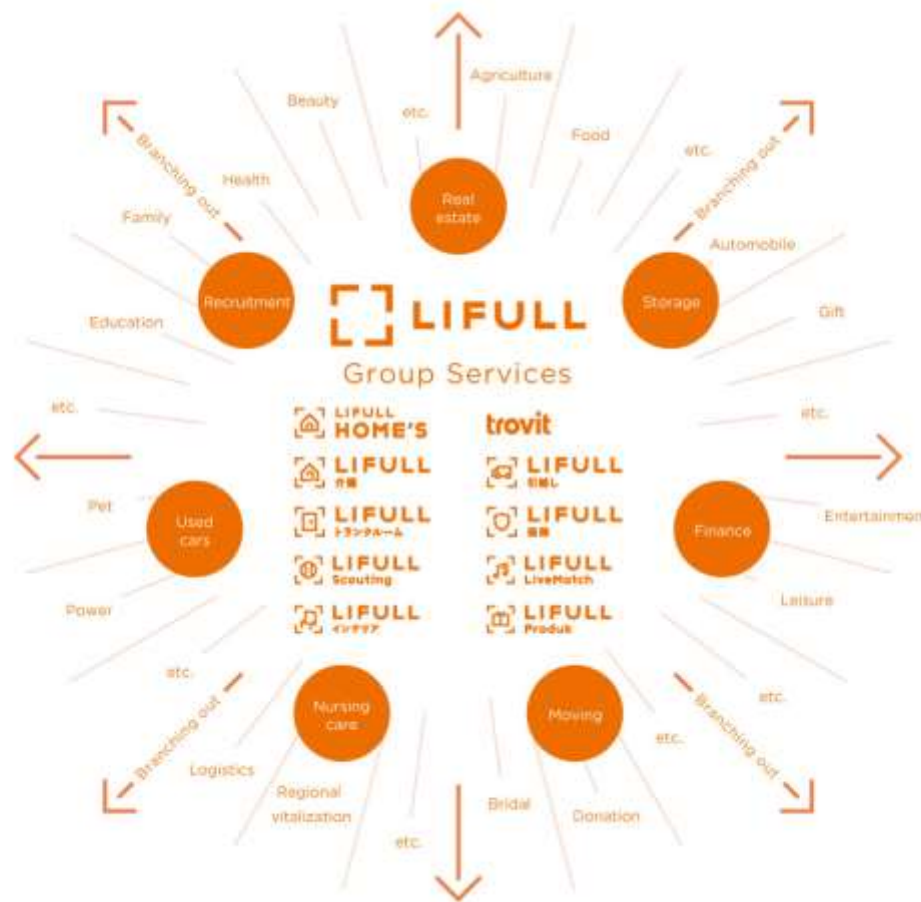 Agriculture
Beauty
etc.
Food
etc.
Branching out
Branching out
Health
Real
estate
Family
Automobile
Recruitment
Storage
LIFULL
Gift
Education
Group Services
etc.
etc.
LIFULL
HOME'S
trovit
LIFULL
介護
LIFULL
引越し
Pet
Used
cars
Finance
Entertainment
LIFULL
トランクルーム
LIFULL
LIFULL
Scouting
LIFULL
LiveMatch
Leisure
Power
LIFULL
インテリア
LIFULL
Produk
etc.
etc.
Nursing
care
Moving
Branching out
Branching out
etc.
Logistics
Regional
vitalization
Bridal
Donation
etc.